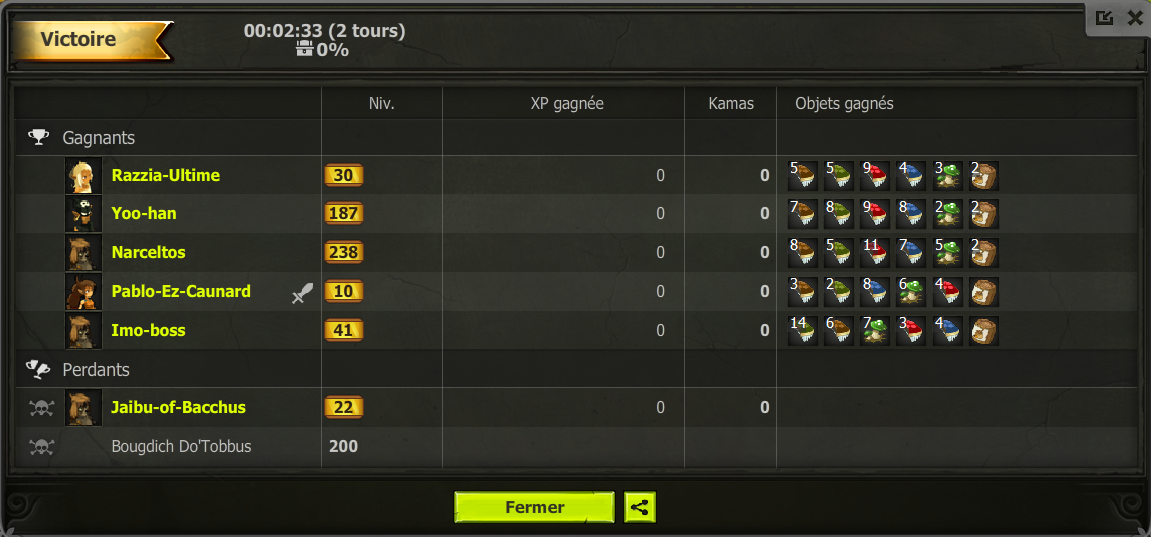 Victoire
00:02:33 (2 tours)
0%
Niv. XP gagnée Kamas Objets gagnés
Gagnants
Razzia-Ultime 30 0 0 5 5 9 4 3 2
Yoo-han 187 0 0 7 8 9 8 2 2
Narceltos 238 0 0 8 5 11 7 5 2
Pablo-Ez-Caunard 10 0 0 3 2 8 6 4
Imo-boss 41 0 0 14 6 7 3 4
Perdants
Jaibu-of-Bacchus 22 0 0
Bougdich Do'Tobbus 200
Fermer